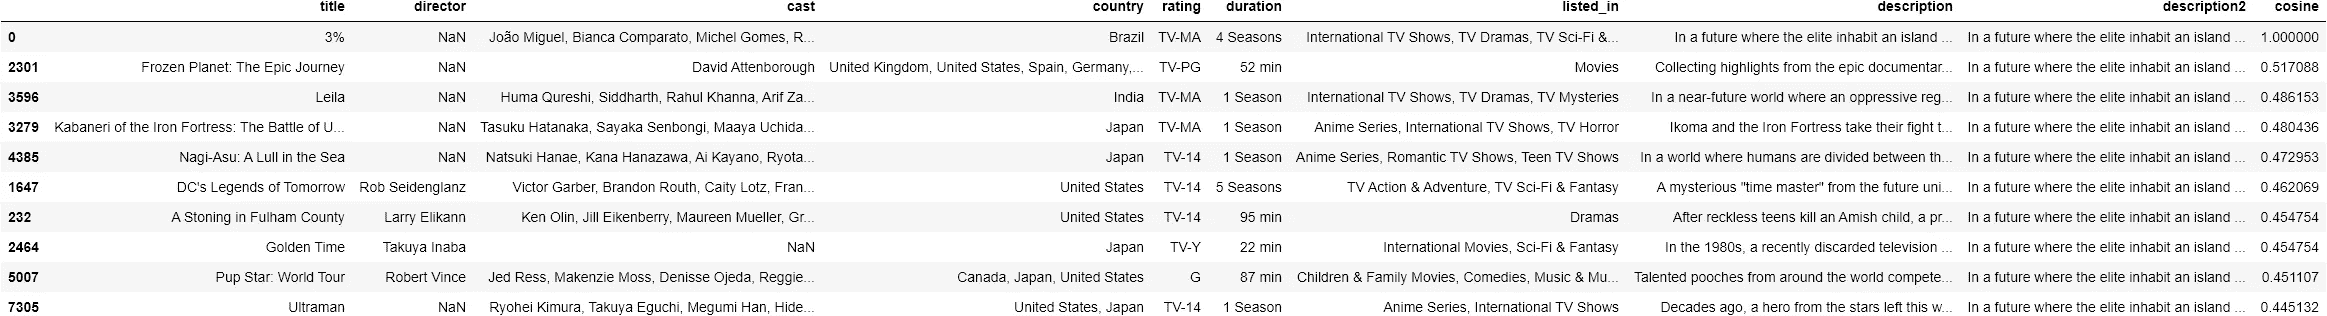 title director cast country rating duration listed_in description description2 cosine
0 3% NaN João Miguel, Bianca Comparato, Michel Gomes, R... Brazil TV-MA 4 Seasons International TV Shows, TV Dramas, TV Sci-Fi &... In a future where the elite inhabit an island ... In a future where the elite inhabit an island ... 1.000000
2301 Frozen Planet: The Epic Journey NaN David Attenborough United Kingdom, United States, Spain, Germany,... TV-PG 52 min Movies Collecting highlights from the epic documentar... In a future where the elite inhabit an island ... 0.517088
3596 Leila NaN Huma Qureshi, Siddharth, Rahul Khanna, Arif Za... India TV-MA 1 Season International TV Shows, TV Dramas, TV Mysteries In a near-future world where an oppressive reg... In a future where the elite inhabit an island ... 0.486153
3279 Kabaneri of the Iron Fortress: The Battle of U... NaN Tasuku Hatanaka, Sayaka Senbongi, Maaya Uchida... Japan TV-MA 1 Season Anime Series, International TV Shows, TV Horror Ikoma and the Iron Fortress take their fight t... In a future where the elite inhabit an island ... 0.480436
4385 Nagi-Asu: A Lull in the Sea NaN Natsuki Hanae, Kana Hanazawa, Ai Kayano, Ryota... Japan TV-14 1 Season Anime Series, Romantic TV Shows, Teen TV Shows In a world where humans are divided between th... In a future where the elite inhabit an island ... 0.472953
1647 DC's Legends of Tomorrow Rob Seidenglanz Victor Garber, Brandon Routh, Caity Lotz, Fran... United States TV-14 5 Seasons TV Action & Adventure, TV Sci-Fi & Fantasy A mysterious "time master" from the future uni... In a future where the elite inhabit an island ... 0.462069
232 A Stoning in Fulham County Larry Elikann Ken Olin, Jill Eikenberry, Maureen Mueller, Gr... United States TV-14 95 min Dramas After reckless teens kill an Amish child, a pr... In a future where the elite inhabit an island ... 0.454754
2464 Golden Time Takuya Inaba NaN Japan TV-Y 22 min International Movies, Sci-Fi & Fantasy In the 1980s, a recently discarded television ... In a future where the elite inhabit an island ... 0.454754
5007 Pup Star: World Tour Robert Vince Jed Ress, Makenzie Moss, Denisse Ojeda, Reggie... Canada, Japan, United States G 87 min Children & Family Movies, Comedies, Music & Mu... Talented pooches from around the world compete... In a future where the elite inhabit an island ... 0.451107
7305 Ultraman NaN Ryohei Kimura, Takuya Eguchi, Megumi Han, Hide... United States, Japan TV-14 1 Season Anime Series, International TV Shows Decades ago, a hero from the stars left this w... In a future where the elite inhabit an island ... 0.445132